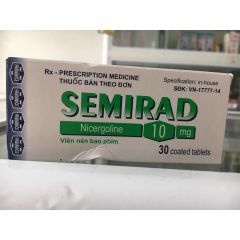 Rx - PRESCRIPTION MEDICINE
THUỐC BÁN THEO ĐƠN
Specification: in-house
SĐK: VN-17777-14
SEMIRAD
Nicergoline
10 mg
Viên nén bao phim
30 coated tablets